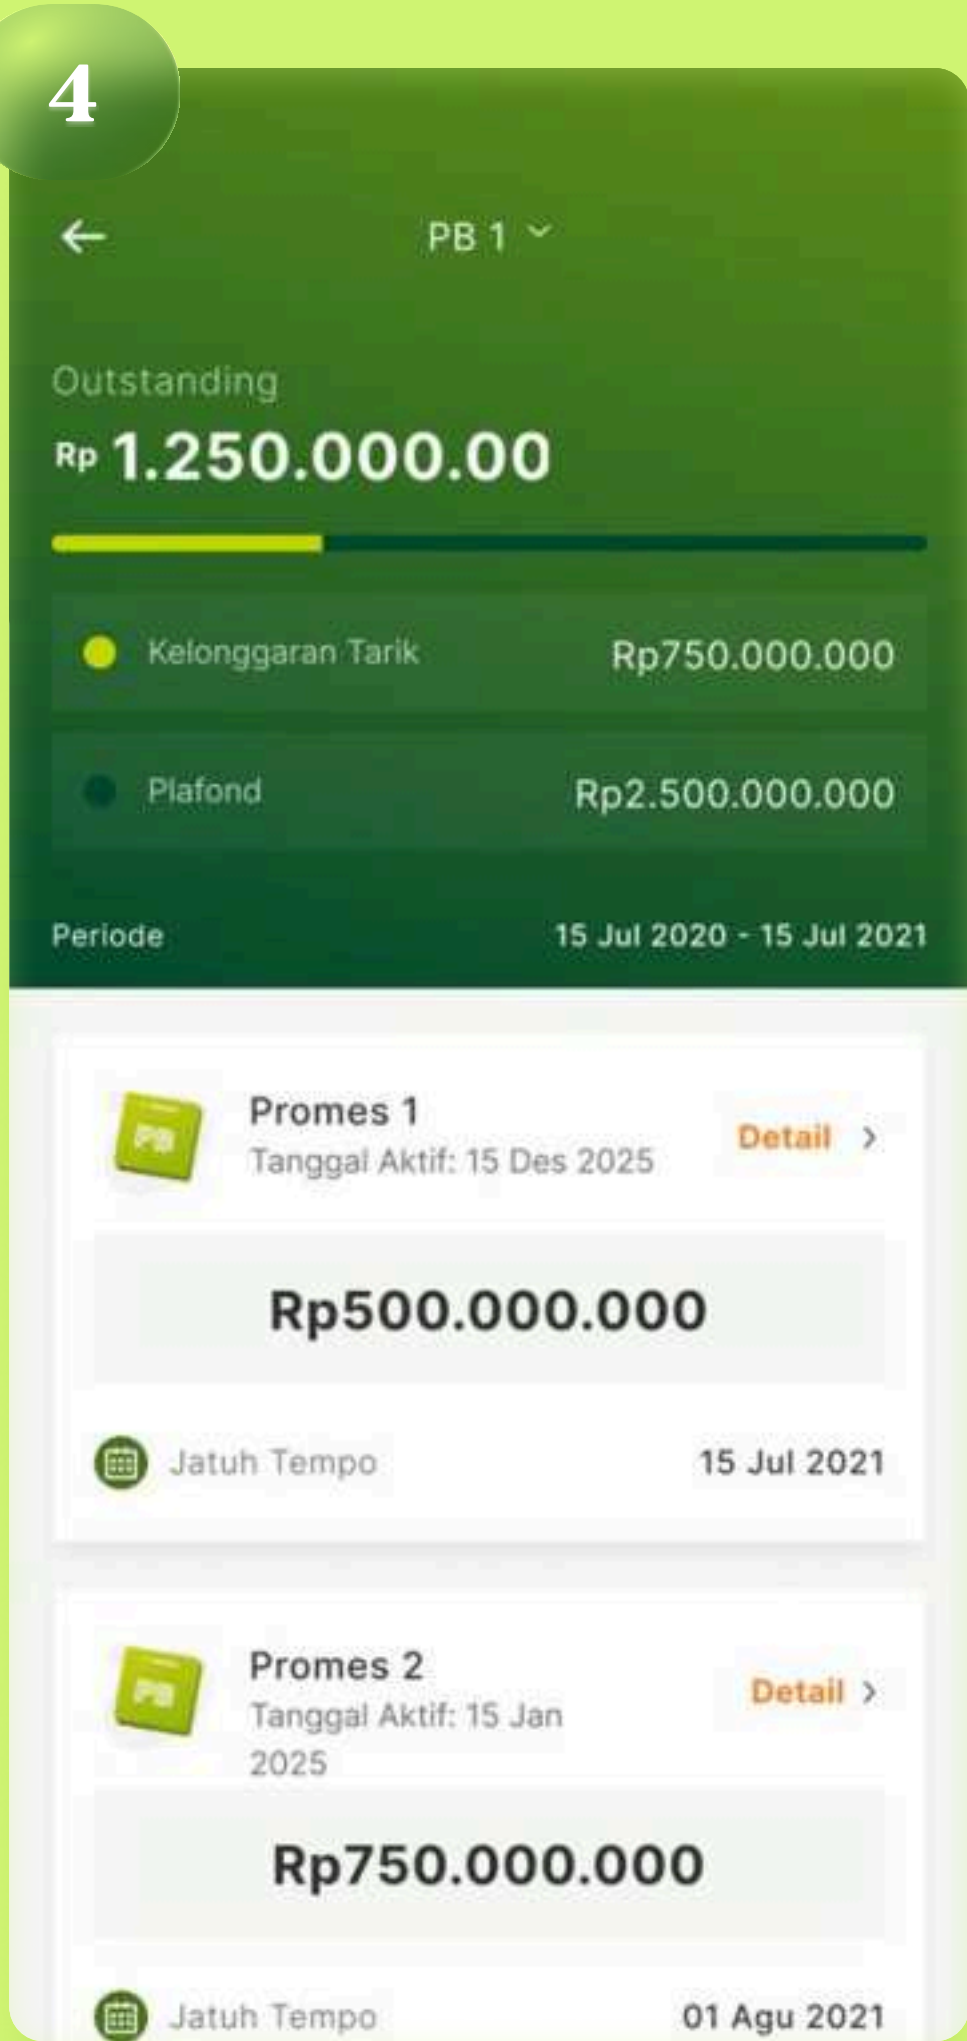 4
PB 1
Outstanding
Rp 1.250.000.00
Kelonggaran Tarik Rp750.000.000
Plafond Rp2.500.000.000
Periode 15 Jul 2020 - 15 Jul 2021
PB
Promes 1
Tanggal Aktif: 15 Des 2025
Detail
Rp500.000.000
Jatuh Tempo 15 Jul 2021
PB
Promes 2
Tanggal Aktif: 15 Jan
2025
Detail
Rp750.000.000
Jatuh Tempo 01 Agu 2021